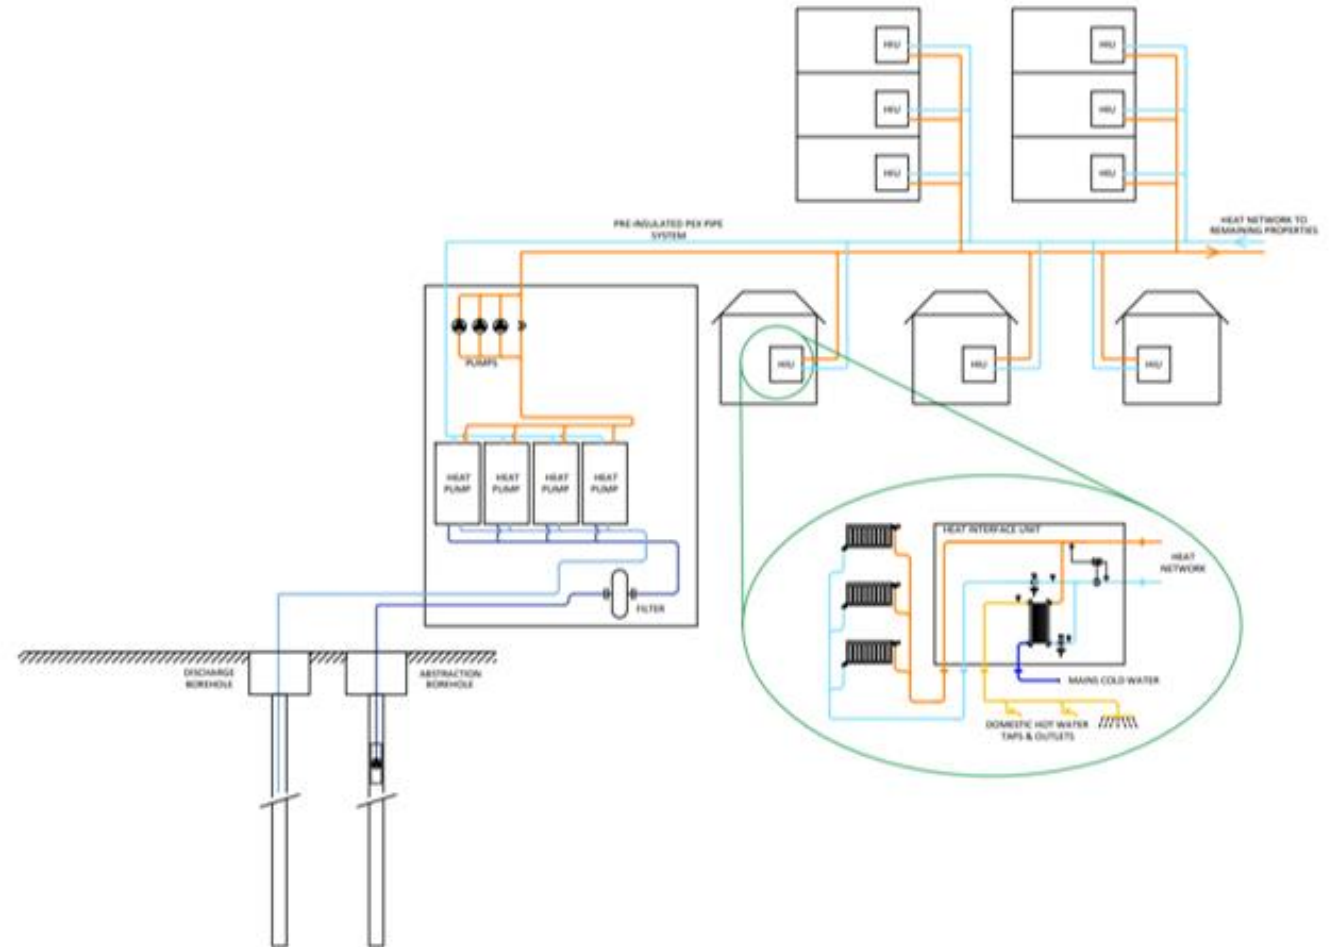 HIU
HIU
HIU
HIU
HIU
HIU
PRE-INSULATED PEX PIPE
SYSTEM
HEAT NETWORK TO
REMAINING PROPERTIES
PUMPS
HIU
HIU
HIU
HEAT
PUMP
HEAT
PUMP
HEAT
PUMP
HEAT
PUMP
FILTER
HEAT INTERFACE UNIT
HEAT
NETWORK
DISCHARGE
BOREHOLE
ABSTRACTION
BOREHOLE
MAINS COLD WATER
DOMESTIC HOT WATER
TAPS & OUTLETS